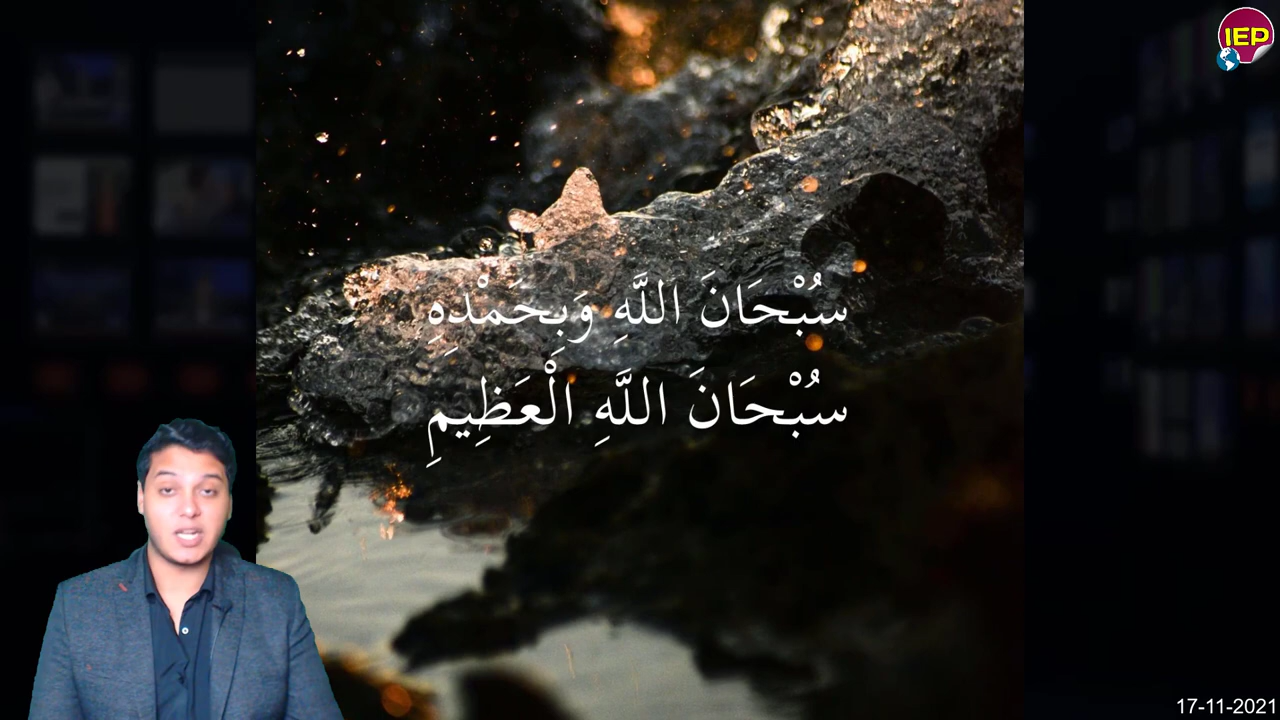 IEP
سُبْحَانَ اللَّهِ وَبِحَمْدِهِ
سُبْحَانَ اللَّهِ الْعَظِيمِ
17-11-2021